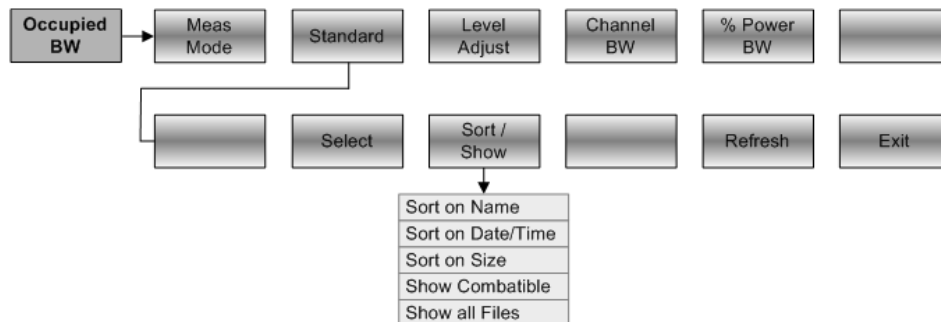 Occupied
BW
Meas
Mode
Standard
Level
Adjust
Channel
BW
% Power
BW
Select
Sort /
Show
Refresh
Exit
Sort on Name
Sort on Date/Time
Sort on Size
Show Combatible
Show all Files